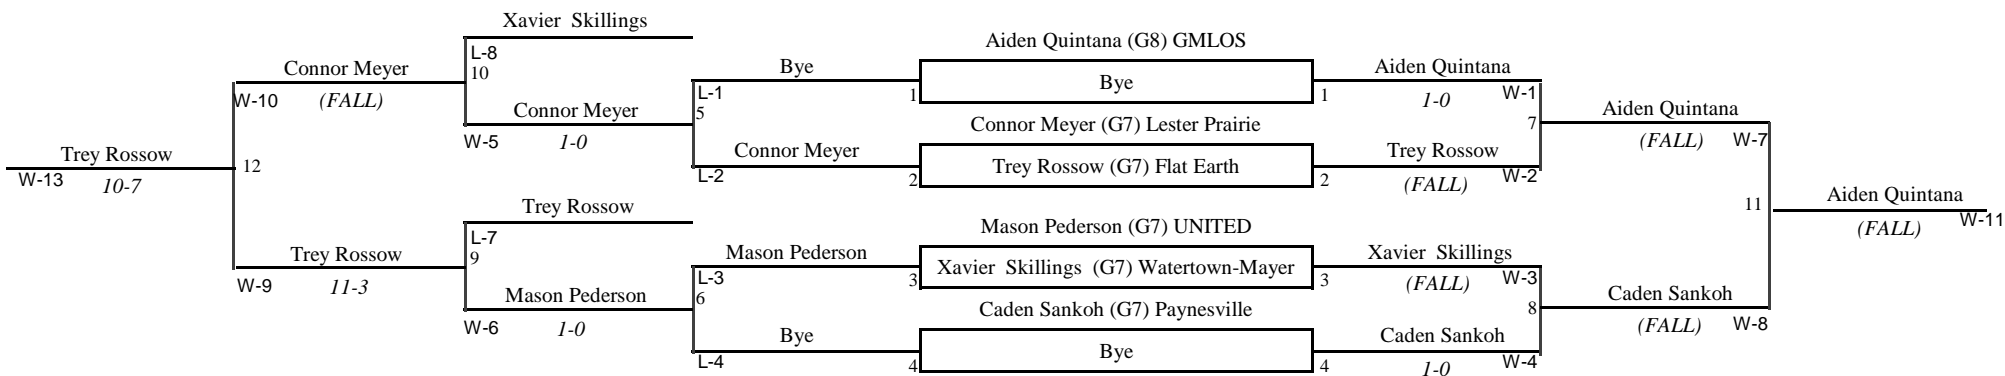 Xavier Skillings
L-8
10
Connor Meyer
W-10
(FALL)
Connor Meyer
W-5
1-0
Trey Rossow
W-13
10-7
12
Trey Rossow
L-7
9
Trey Rossow
W-9
11-3
Mason Pederson
W-6
1-0
Bye
L-1
5
Connor Meyer
L-2
Mason Pederson
L-3
6
Bye
L-4
Aiden Quintana (G8) GMLOS
1 Bye 1
Connor Meyer (G7) Lester Prairie
2 Trey Rossow (G7) Flat Earth 2
Mason Pederson (G7) UNITED
3 Xavier Skillings (G7) Watertown-Mayer 3
Caden Sankoh (G7) Paynesville
4 Bye 4
Aiden Quintana
1-0 W-1
7
Trey Rossow
(FALL) W-2
Xavier Skillings
(FALL) W-3
8
Caden Sankoh
1-0 W-4
Aiden Quintana
(FALL) W-7
11
Caden Sankoh
(FALL) W-8
Aiden Quintana
(FALL) W-11